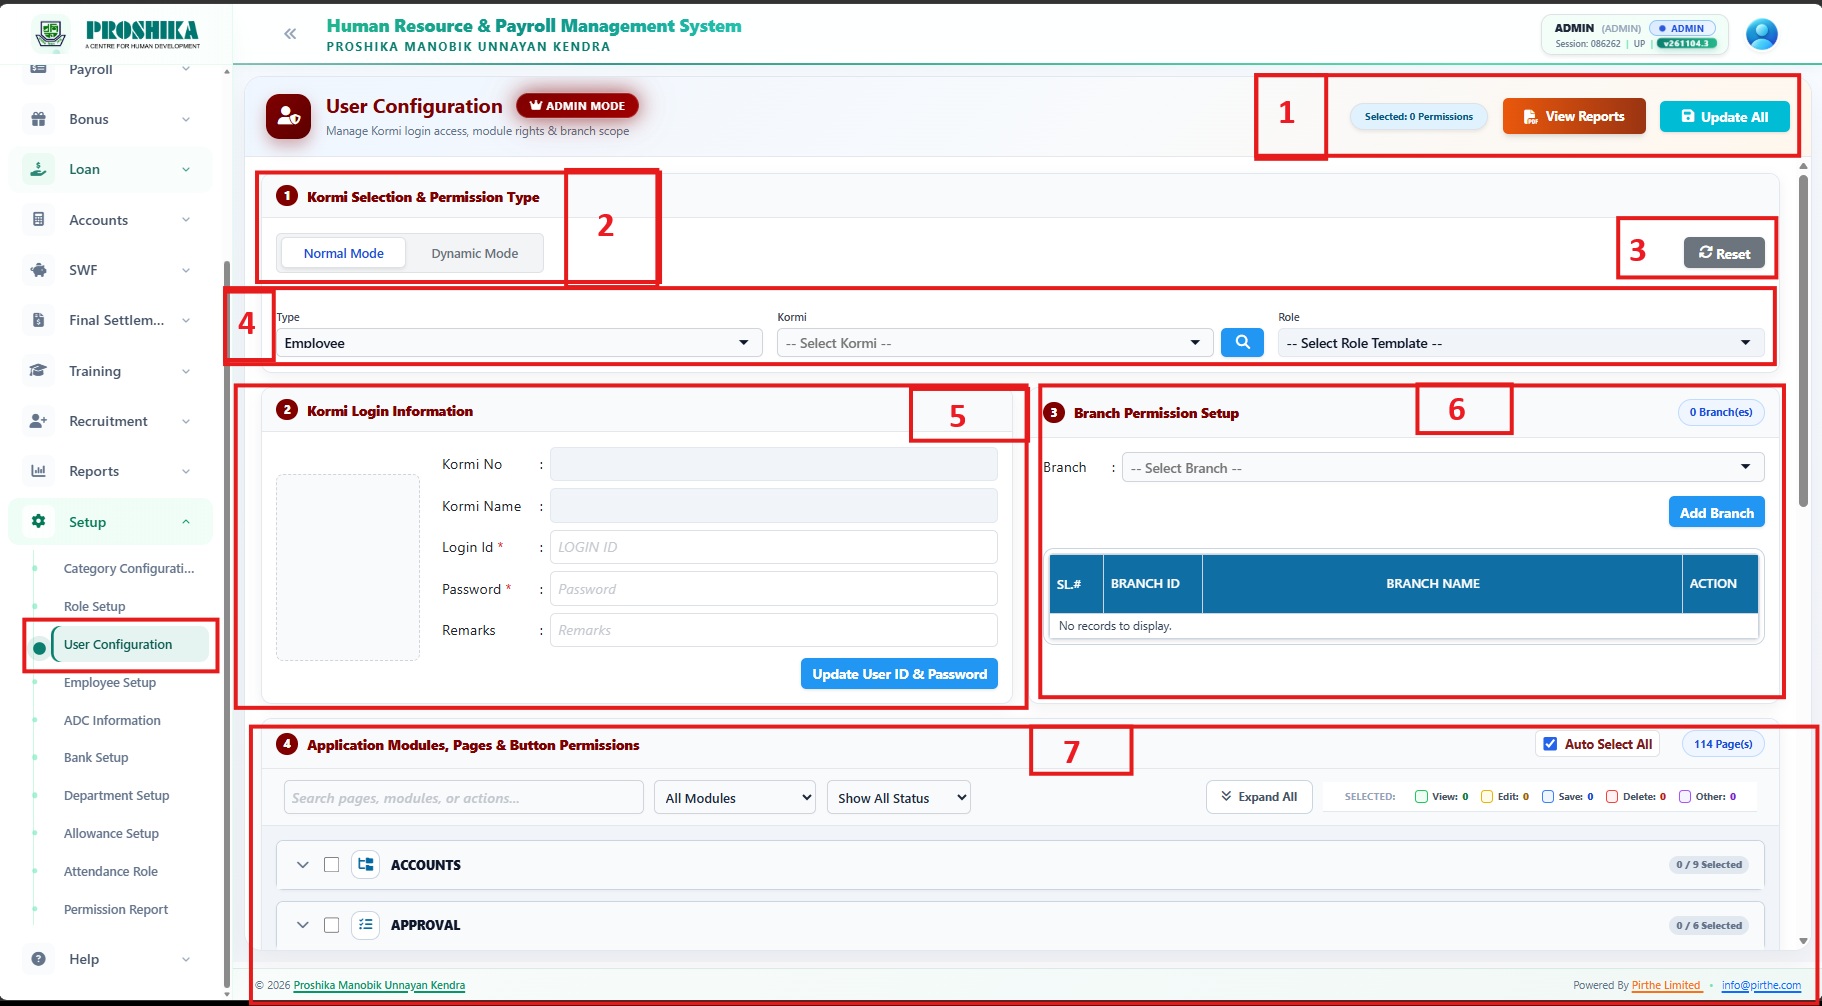 PROSHIKA
A CENTRE FOR HUMAN DEVELOPMENT
Human Resource & Payroll Management System
PROSHIKA MANOBIK UNNAYAN KENDRA
ADMIN (ADMIN) ADMIN
Session: 086262 | UP | v261104.3
Payroll
Bonus
Loan
Accounts
SWF
Final Settlem...
Training
Recruitment
Reports
Setup
Category Configurati...
Role Setup
User Configuration
Employee Setup
ADC Information
Bank Setup
Department Setup
Allowance Setup
Attendance Role
Permission Report
Help
User Configuration ADMIN MODE
Manage Kormi login access, module rights & branch scope
1
Selected: 0 Permissions
View Reports
Update All
1 Kormi Selection & Permission Type
2
Normal Mode Dynamic Mode
3
Reset
4
Type Kormi Role
Employee -- Select Kormi -- -- Select Role Template --
2 Kormi Login Information
5
Kormi No :
Kormi Name :
Login Id * : LOGIN ID
Password * : Password
Remarks : Remarks
Update User ID & Password
3 Branch Permission Setup
6
0 Branch(es)
Branch : -- Select Branch --
Add Branch
SL.# BRANCH ID BRANCH NAME ACTION
No records to display.
4 Application Modules, Pages & Button Permissions
7
Auto Select All 114 Page(s)
Search pages, modules, or actions... All Modules Show All Status Expand All SELECTED: View: 0 Edit: 0 Save: 0 Delete: 0 Other: 0
ACCOUNTS 0 / 9 Selected
APPROVAL 0 / 6 Selected
© 2026 Proshika Manobik Unnayan Kendra
Powered By Pirthe Limited • info@pirthe.com